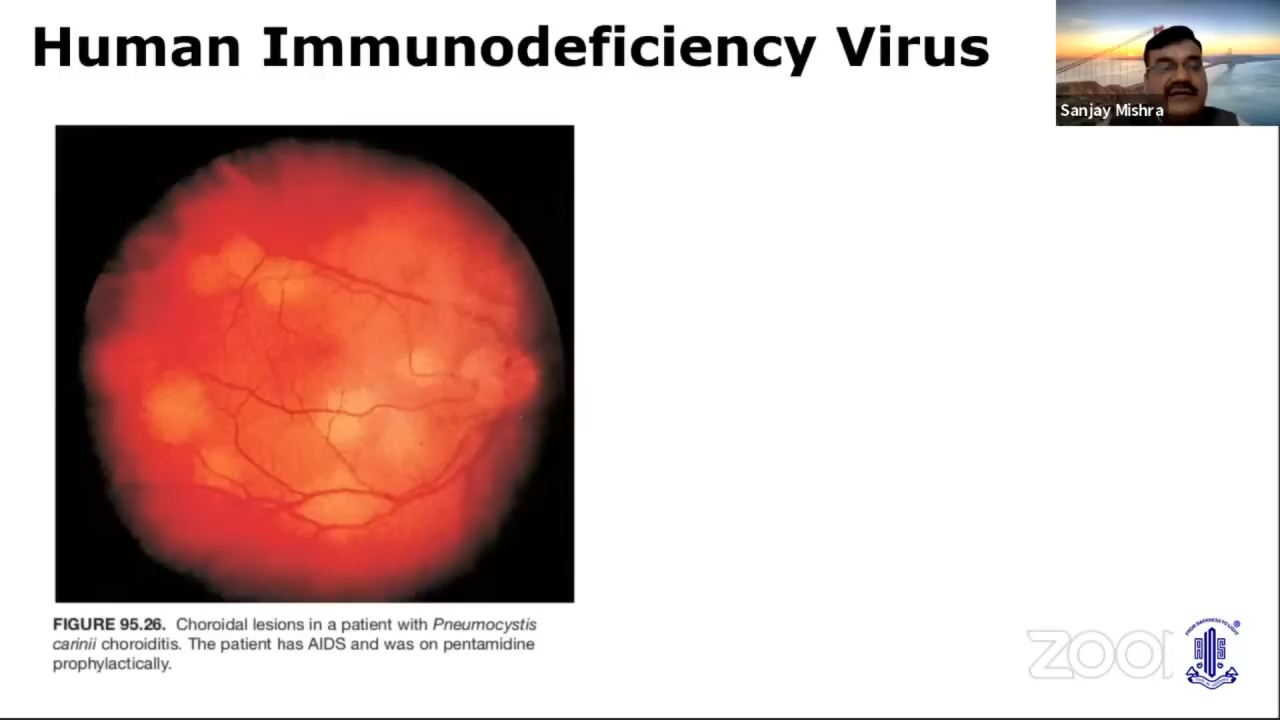 Human Immunodeficiency Virus
Sanjay Mishra
FIGURE 95.26. Choroidal lesions in a patient with Pneumocystis
carinii choroiditis. The patient has AIDS and was on pentamidine
prophylactically.
ZOO